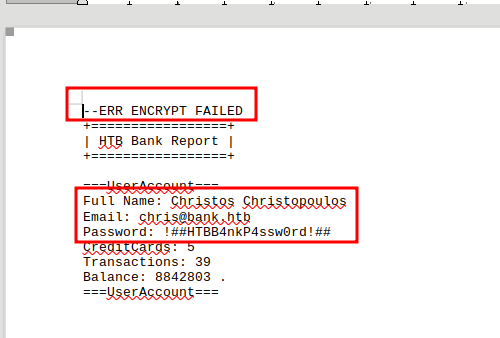 --ERR ENCRYPT FAILED
+=================+
| HTB Bank Report |
+=================+
===UserAccount===
Full Name: Christos Christopoulos
Email: chris@bank.htb
Password: !##HTBB4nkP4ssw0rd!##
CreditCards: 5
Transactions: 39
Balance: 8842803 .
===UserAccount===